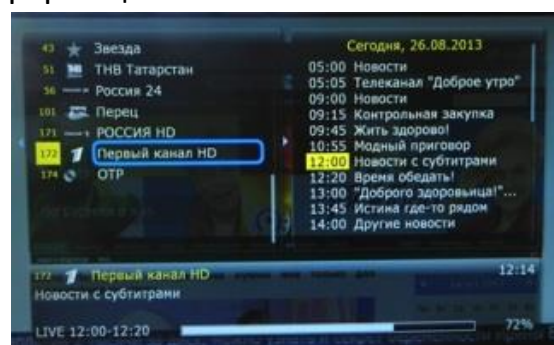 43 Звезда
51 ТНВ Татарстан
56 Россия 24
101 Перец
171 РОССИЯ HD
172 Первый канал HD
174 ОТР
Сегодня, 26.08.2013
05:00 Новости
05:05 Телеканал "Доброе утро"
09:00 Новости
09:15 Контрольная закупка
09:45 Жить здорово!
10:55 Модный приговор
12:00 Новости с субтитрами
12:20 Время обедать!
13:00 "Доброго здоровьица!"...
13:45 Истина где-то рядом
14:00 Другие новости
172 Первый канал HD 12:14
Новости с субтитрами
LIVE 12:00-12:20 72%